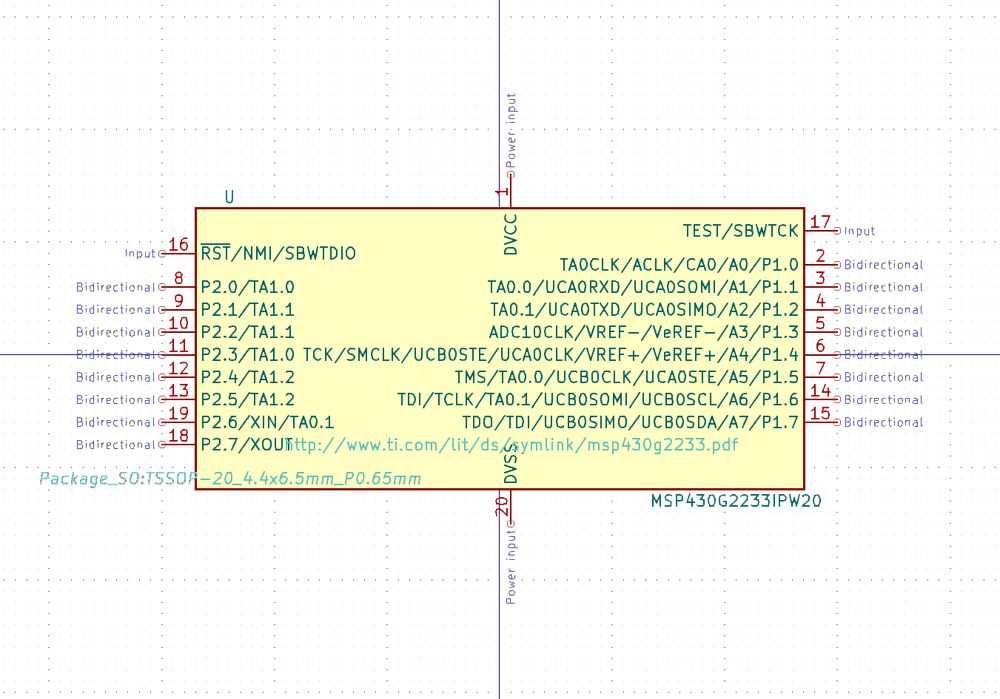 Power input
1
U
DVCC
17
TEST/SBWTCK
Input
16
Input
RST/NMI/SBWTDIO
2
TA0CLK/ACLK/CA0/A0/P1.0
Bidirectional
8
Bidirectional
P2.0/TA1.0
3
TA0.0/UCA0RXD/UCA0SOMI/A1/P1.1
Bidirectional
9
Bidirectional
P2.1/TA1.1
4
TA0.1/UCA0TXD/UCA0SIMO/A2/P1.2
Bidirectional
10
Bidirectional
P2.2/TA1.1
5
ADC10CLK/VREF-/VeREF-/A3/P1.3
Bidirectional
11
Bidirectional
P2.3/TA1.0
6
TCK/SMCLK/UCB0STE/UCA0CLK/VREF+/VeREF+/A4/P1.4
Bidirectional
12
Bidirectional
P2.4/TA1.2
7
TMS/TA0.0/UCB0CLK/UCA0STE/A5/P1.5
Bidirectional
13
Bidirectional
P2.5/TA1.2
14
TDI/TCLK/TA0.1/UCB0SOMI/UCB0SCL/A6/P1.6
Bidirectional
19
Bidirectional
P2.6/XIN/TA0.1
15
TDO/TDI/UCB0SIMO/UCB0SDA/A7/P1.7
Bidirectional
18
Bidirectional
P2.7/XOUT
http://www.ti.com/lit/ds/symlink/msp430g2233.pdf
DVSS
Package_SO:TSSOP-20_4.4x6.5mm_P0.65mm
20
MSP430G2233IPW20
Power input